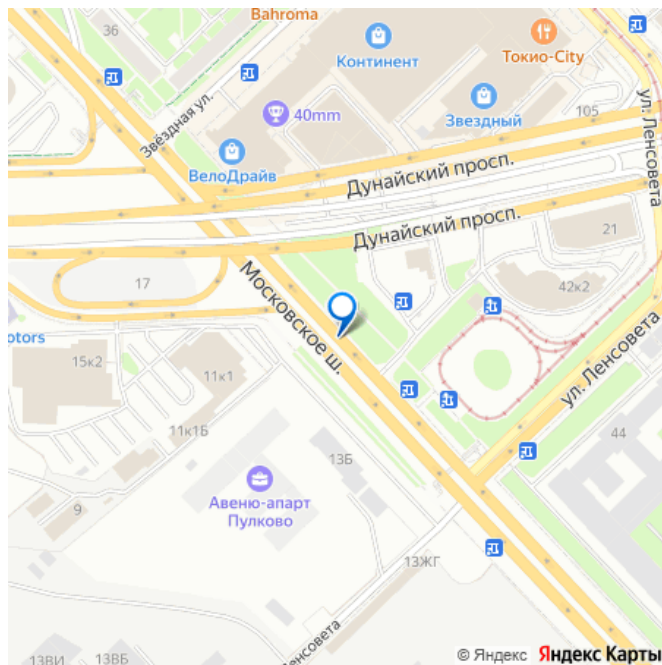 Bahroma
36
Континент
Токио-City
Звёздная ул.
40mm
Звездный
105
ул. Ленсовета
ВелоДрайв
Дунайский просп.
Дунайский просп.
21
17
Московское ш.
42к2
motors
15к2
11к1
ул. Ленсовета
11к1Б
13Б
44
Авеню-апарт
Пулково
9
13ЖГ
13ВИ
13ВБ
© Яндекс Яндекс Карты